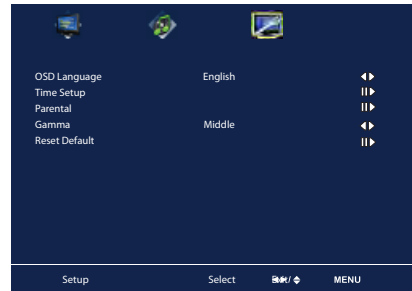 OSD Language English
Time Setup
Parental
Gamma Middle
Reset Default
Setup Select MENU